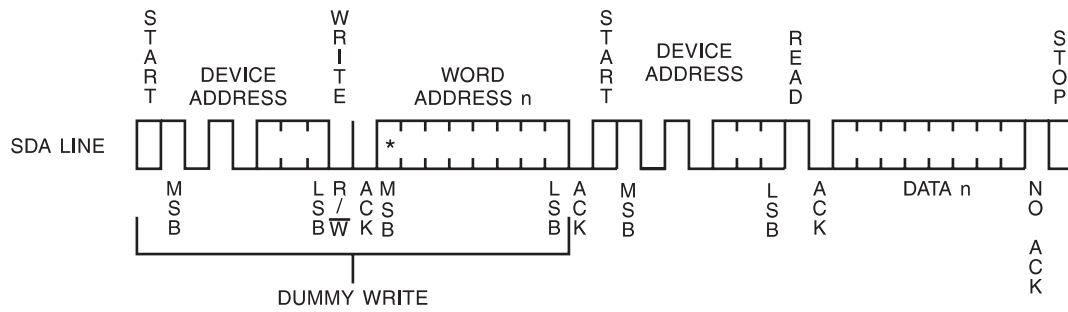 START
DEVICE
ADDRESS
WRITE
WORD
ADDRESS n
START
DEVICE
ADDRESS
READ
STOP
SDA LINE
*
MSB
LSB
R/W
ACK
MSB
LSB
ACK
MSB
LSB
ACK
DATA n
NO ACK
DUMMY WRITE